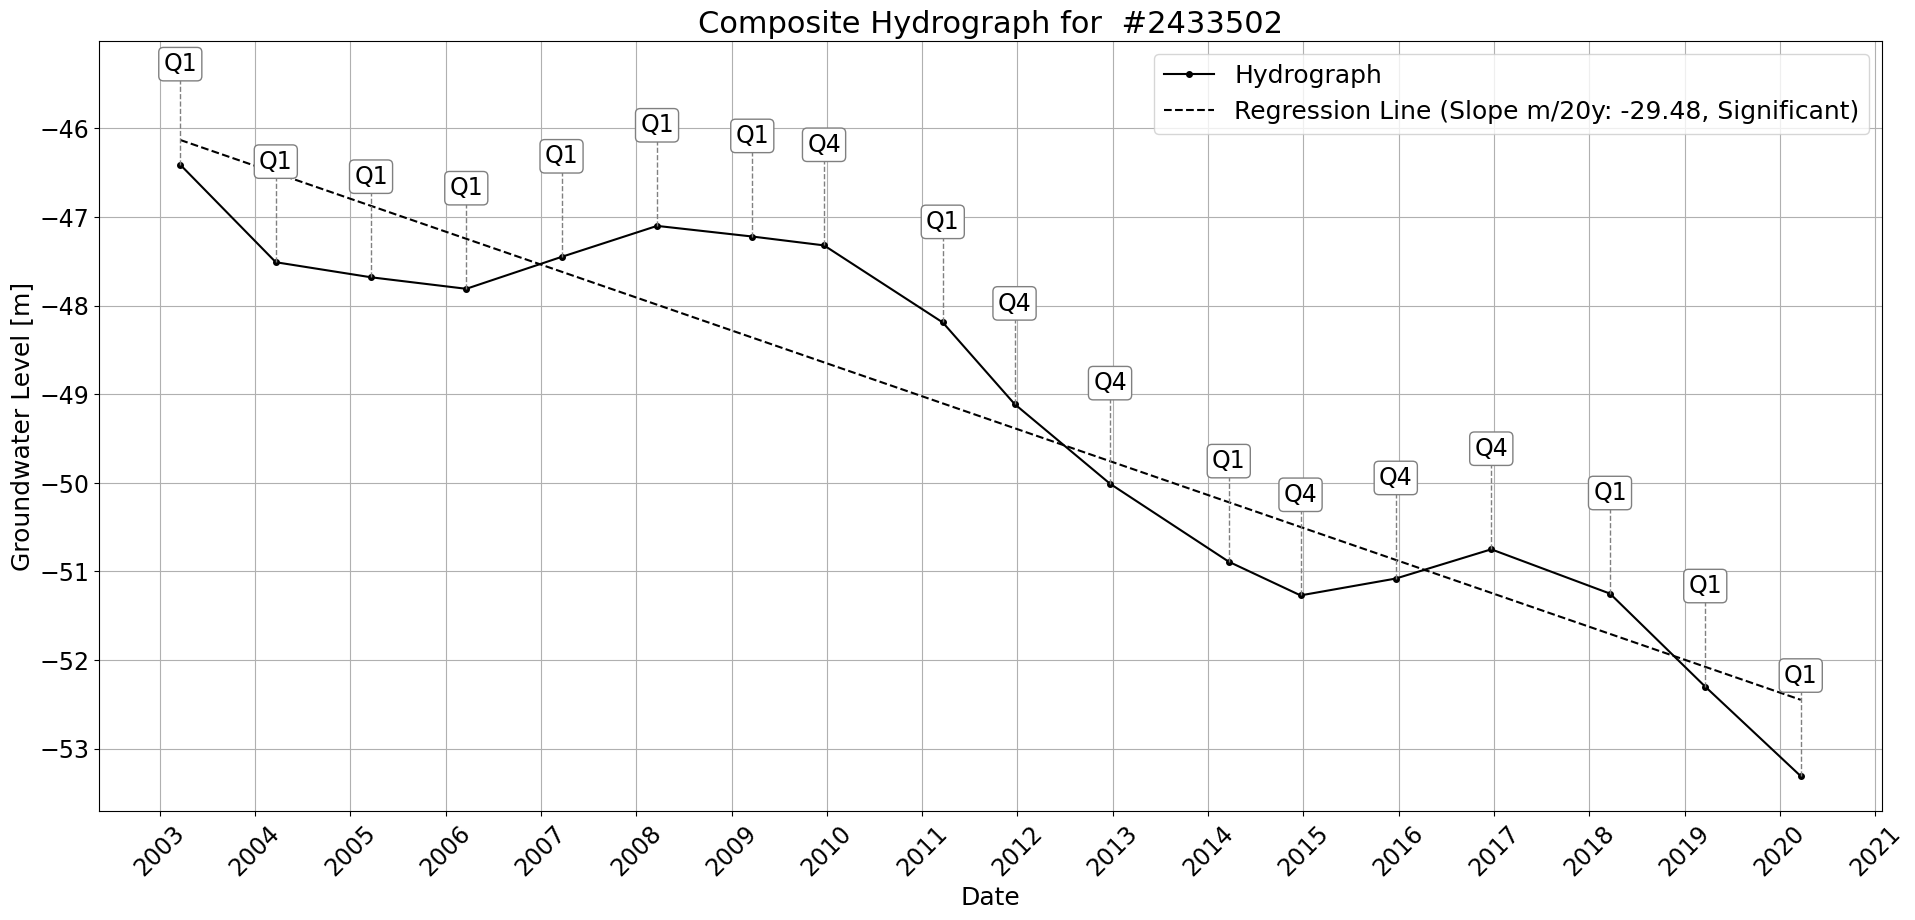 Composite Hydrograph for #2433502
Hydrograph
Regression Line (Slope m/20y: -29.48, Significant)
Groundwater Level [m]
−46
−47
−48
−49
−50
−51
−52
−53
Q1
Q1
Q1
Q1
Q1
Q1
Q1
Q4
Q1
Q4
Q4
Q1
Q4
Q4
Q4
Q1
Q1
Q1
2003
2004
2005
2006
2007
2008
2009
2010
2011
2012
2013
2014
2015
2016
2017
2018
2019
2020
2021
Date